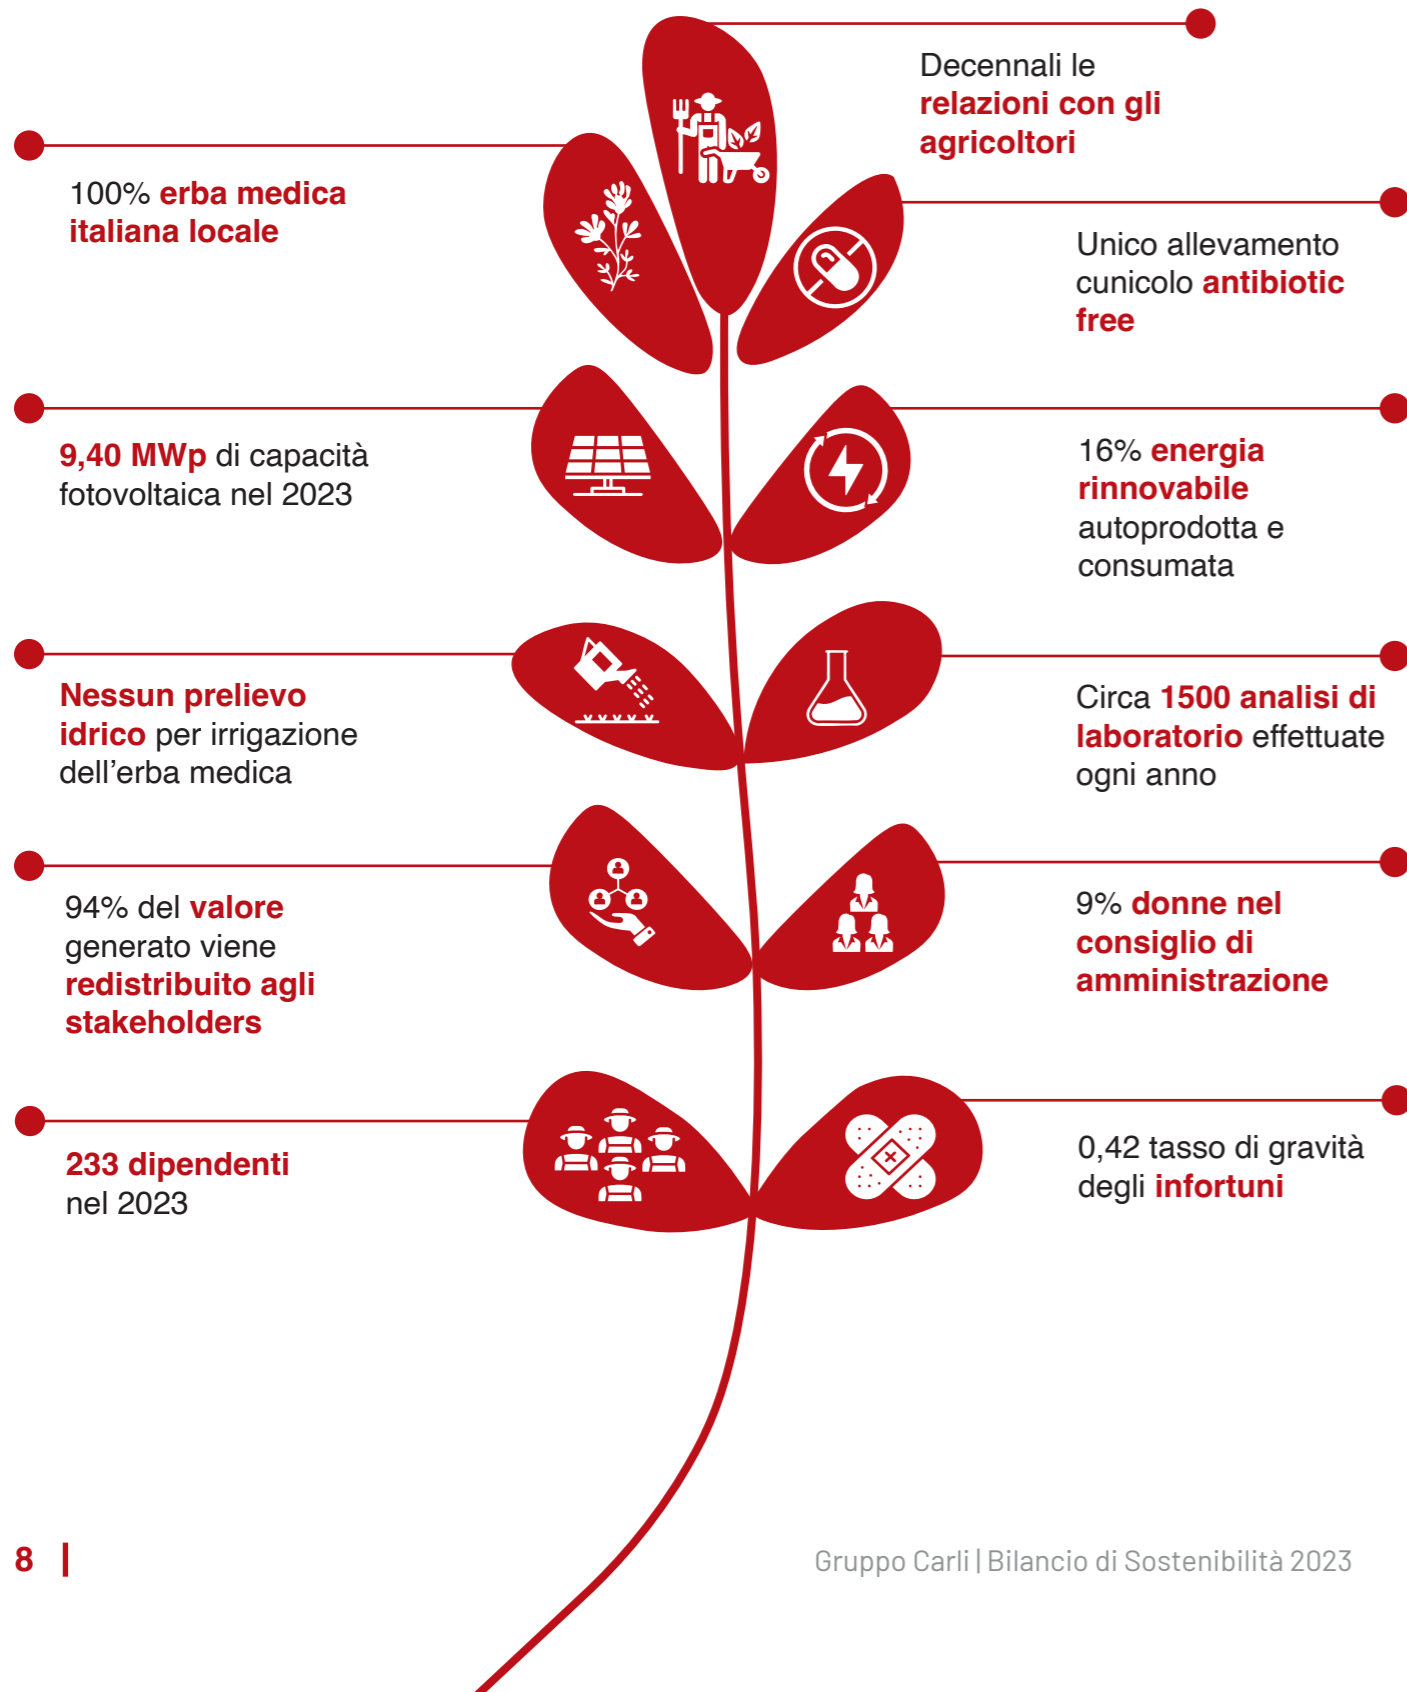 Decennali le
relazioni con gli
agricoltori
100% erba medica
italiana locale
Unico allevamento
cunicolo antibiotic
free
9,40 MWp di capacità
fotovoltaica nel 2023
16% energia
rinnovabile
autoprodotta e
consumata
Nessun prelievo
idrico per irrigazione
dell’erba medica
Circa 1500 analisi di
laboratorio effettuate
ogni anno
94% del valore
generato viene
redistribuito agli
stakeholders
9% donne nel
consiglio di
amministrazione
233 dipendenti
nel 2023
0,42 tasso di gravità
degli infortuni
8 |
Gruppo Carli | Bilancio di Sostenibilità 2023